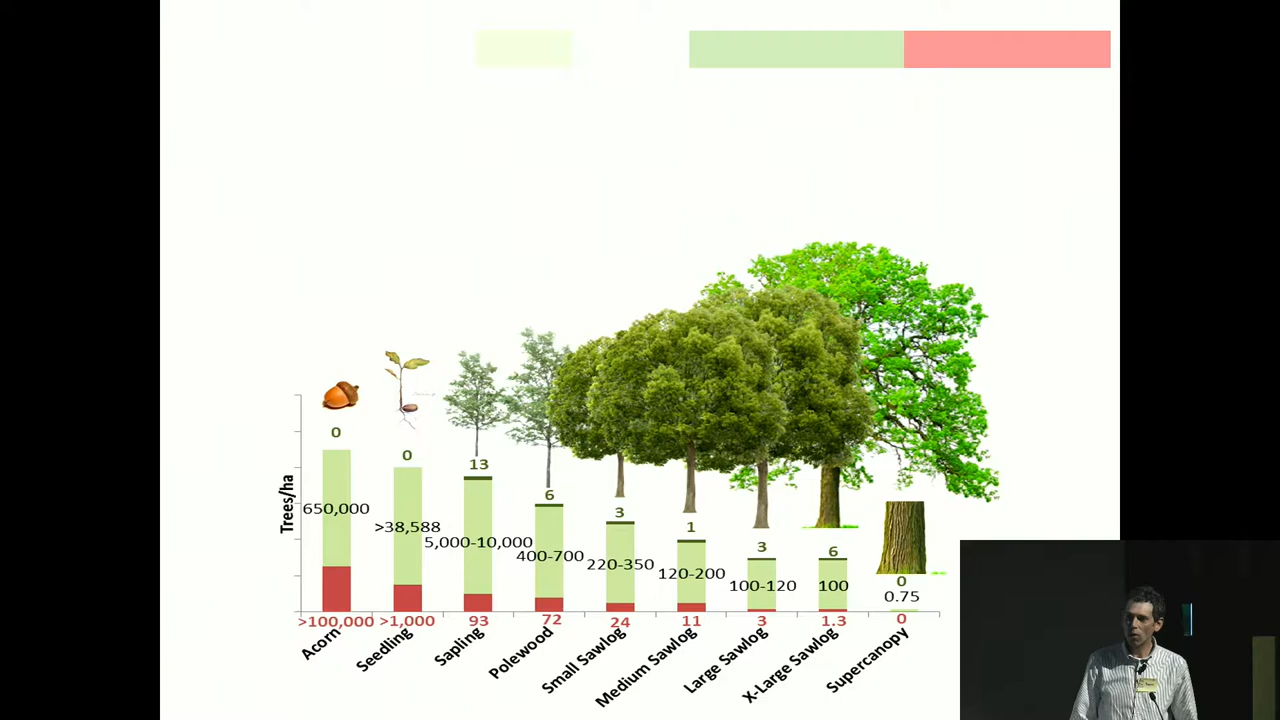 0
0
13
6
3
1
3
6
0
650,000
>38,588
5,000-10,000
400-700
220-350
120-200
100-120
100
0.75
Trees/ha
>100,000
>1,000
93
72
24
11
3
1.3
0
Acorn
Seedling
Sapling
Polewood
Small Sawlog
Medium Sawlog
Large Sawlog
X-Large Sawlog
Supercanopy